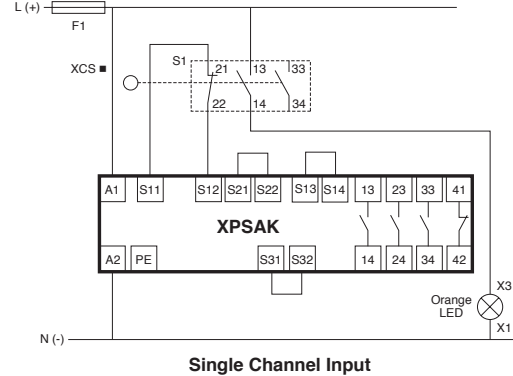 L (+)
F1
XCS ■
S1
21 13 33
22 14 34
A1 S11 S12 S21 S22 S13 S14 13 23 33 41
XPSAK
A2 PE S31 S32 14 24 34 42
X3
Orange
LED
X1
N (-)
Single Channel Input